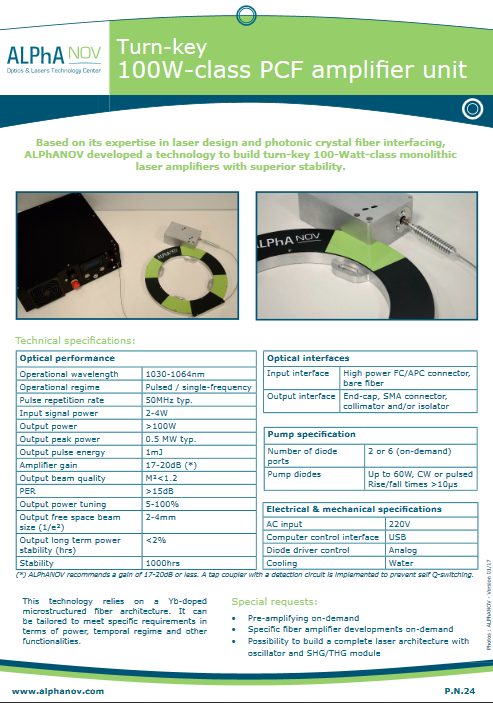 ALPhA NOV
Optics & Lasers Technology Center
Turn-key
100W-class PCF amplifier unit
Based on its expertise in laser design and photonic crystal fiber interfacing,
ALPhANOV developed a technology to build turn-key 100-Watt-class monolithic
laser amplifiers with superior stability.
ALPhA NOV
ALPhA NOV
Technical specifications:
Optical performance
Operational wavelength 1030-1064nm
Operational regime Pulsed / single-frequency
Pulse repetition rate 50MHz typ.
Input signal power 2-4W
Output power >100W
Output peak power 0.5 MW typ.
Output pulse energy 1mJ
Amplifier gain 17-20dB (*)
Output beam quality M²<1.2
PER >15dB
Output power tuning 5-100%
Output free space beam 2-4mm
size (1/e²)
Output long term power <2%
stability (hrs)
Stability 1000hrs
Optical interfaces
Input interface High power FC/APC connector,
bare fiber
Output interface End-cap, SMA connector,
collimator and/or isolator
Pump specification
Number of diode 2 or 6 (on-demand)
ports
Pump diodes Up to 60W, CW or pulsed
Rise/fall times >10µs
Electrical & mechanical specifications
AC input 220V
Computer control interface USB
Diode driver control Analog
Cooling Water
(*) ALPhANOV recommends a gain of 17-20dB or less. A tap coupler with a detection circuit is implemented to prevent self Q-switching.
This technology relies on a Yb-doped
microstructured fiber architecture. It can
be tailored to meet specific requirements in
terms of power, temporal regime and other
functionalities.
Special requests:
• Pre-amplifying on-demand
• Specific fiber amplifier developments on-demand
• Possibility to build a complete laser architecture with
oscillator and SHG/THG module
Photos : ALPhANOV - Version 01/17
www.alphanov.com
P.N.24